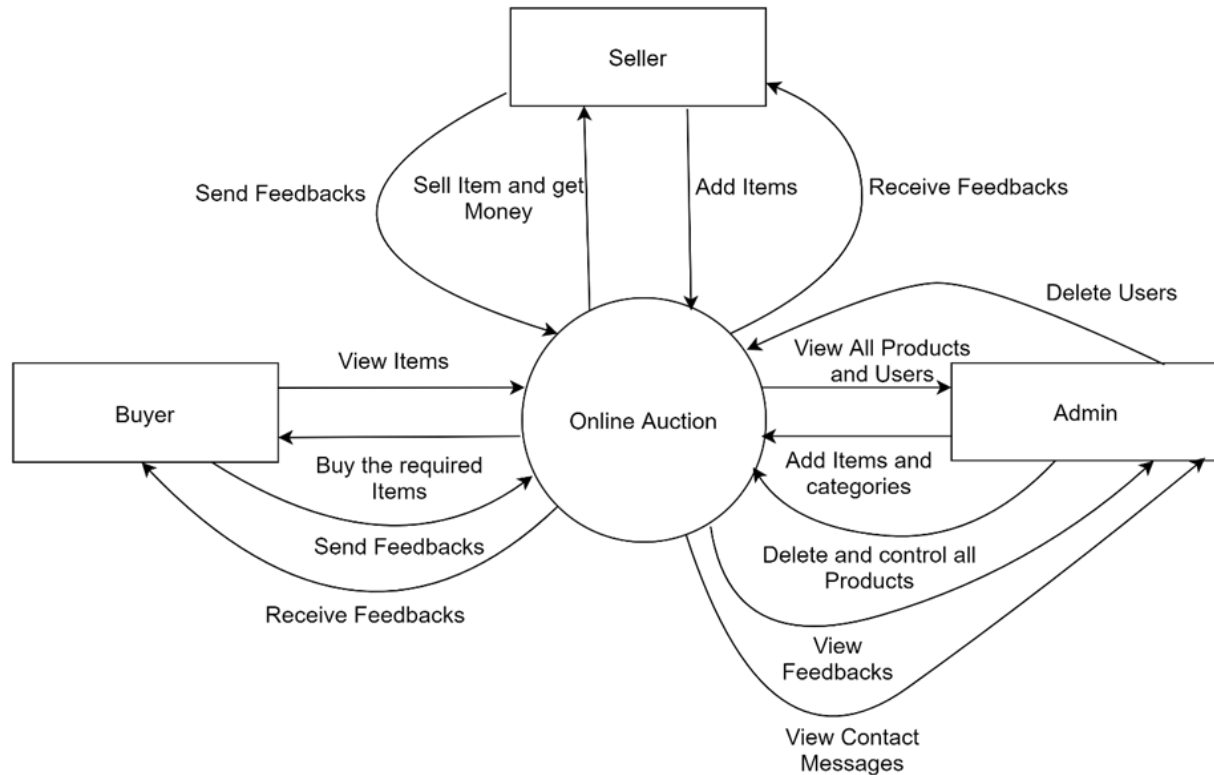 Seller
Send Feedbacks
Sell Item and get
Money
Add Items
Receive Feedbacks
Delete Users
View Items
View All Products
and Users
Buyer
Online Auction
Admin
Buy the required
Items
Add Items and
categories
Send Feedbacks
Delete and control all
Products
Receive Feedbacks
View
Feedbacks
View Contact
Messages